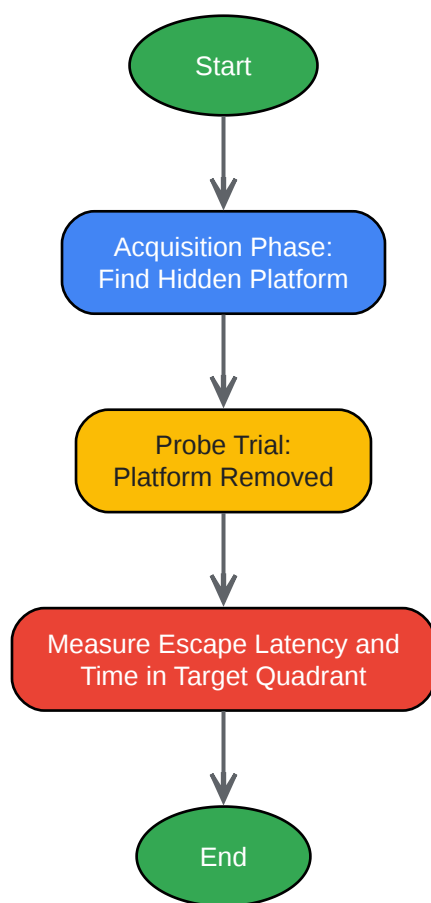 Start
Acquisition Phase:
Find Hidden Platform
Probe Trial:
Platform Removed
Measure Escape Latency and
Time in Target Quadrant
End